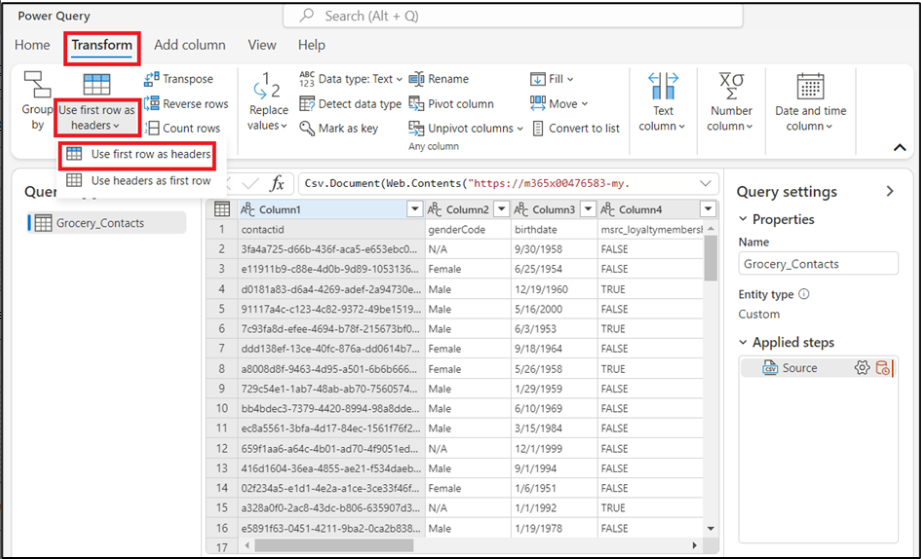 Power Query
Search (Alt + Q)
Home Transform Add column View Help
Group by
Use first row as headers
Transpose
Reverse rows
Count rows
1 2
Replace values
ABC 123 Data type: Text
Detect data type
Mark as key
Rename
Pivot column
Unpivot columns
Fill
Move
Convert to list
Any column
Text column
Number column
Date and time column
Use first row as headers
Use headers as first row
Grocery_Contacts
fx Csv.Document(Web.Contents("https://m365x00476583-my.
Column1 Column2 Column3 Column4
1 contactid genderCode birthdate
2 3fa4a725-d66b-436f-aca5-e653ebc0... N/A 9/30/1958 FALSE
3 e11911b9-c88e-4d0b-9d89-1053136... Female 6/25/1954 FALSE
4 d0181a83-d6a4-4269-adef-2a94730e... Male 12/19/1960 TRUE
5 91117a4c-c123-4c82-9372-49be1519... Male 5/16/2000 FALSE
6 7c93fa8d-efee-4694-b78f-215673bf0... Male 6/3/1953 TRUE
7 ddd138ef-13ce-40fc-876a-dd0614b7... Female 9/18/1964 FALSE
8 a8008d8f-9463-4d95-a501-6b6b666... Female 5/26/1958 TRUE
9 729c54e1-1ab7-48ab-ab70-7560574... Male 1/29/1959 FALSE
10 bb4bdec3-7379-4420-8994-98a8dde... Male 6/10/1969 FALSE
11 ec8a5561-3bfa-4d17-84ec-1561f76f2... Male 3/15/1984 FALSE
12 659f1aa6-a64c-4b01-ad70-4f9051ed... N/A 12/1/1999 FALSE
13 416d1604-36ea-4855-ae21-f534daeb... Male 9/1/1994 FALSE
14 02f234a5-e1d1-4e2a-a1ce-3ce33f46f... Female 1/6/1951 FALSE
15 a328f0a0-2ac8-43dc-b806-635907d3... N/A 1/1/1992 TRUE
16 e5891f63-0451-4211-9ba2-0ca2b838... Male 1/19/1978 FALSE
17
Query settings
Properties
Name
Grocery_Contacts
Entity type
Custom
Applied steps
Source